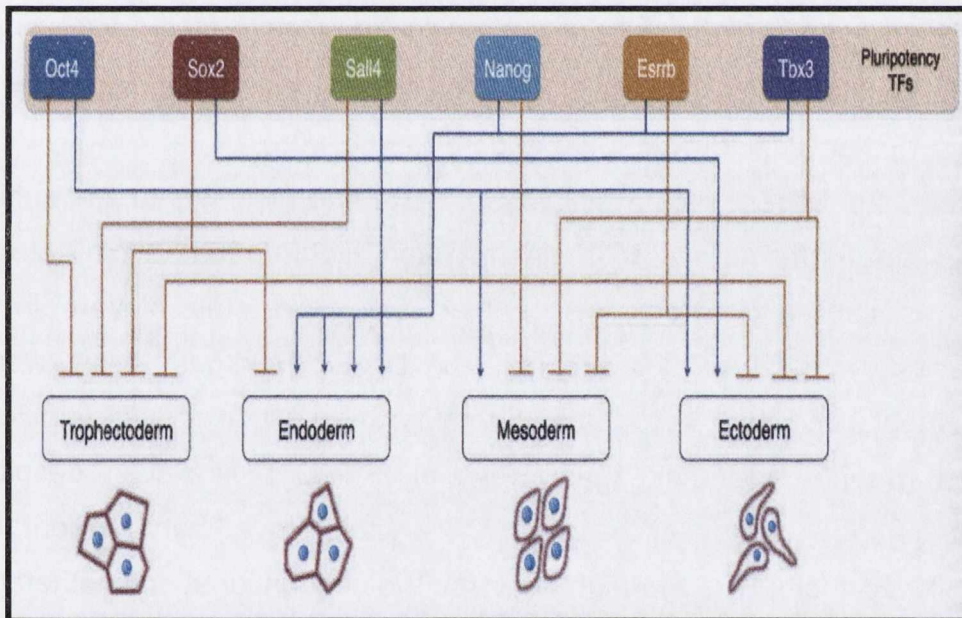 Oct4 Sox2 Sall4 Nanog Esrrb Tbx3 Pluripotency
TFs
Trophectoderm Endoderm Mesoderm Ectoderm